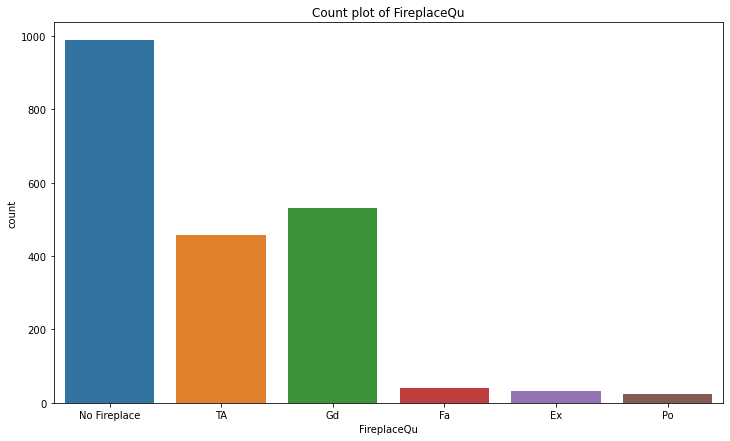 Count plot of FireplaceQu
1000
800
600
400
200
0
count
No Fireplace TA Gd Fa Ex Po
FireplaceQu